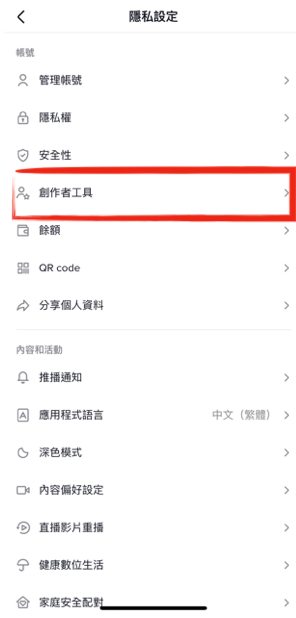 隱私設定
帳號
管理帳號
隱私權
安全性
創作者工具
餘額
QR code
分享個人資料
內容和活動
推播通知
應用程式語言 中文（繁體）
深色模式
內容偏好設定
直播影片重播
健康數位生活
家庭安全配對